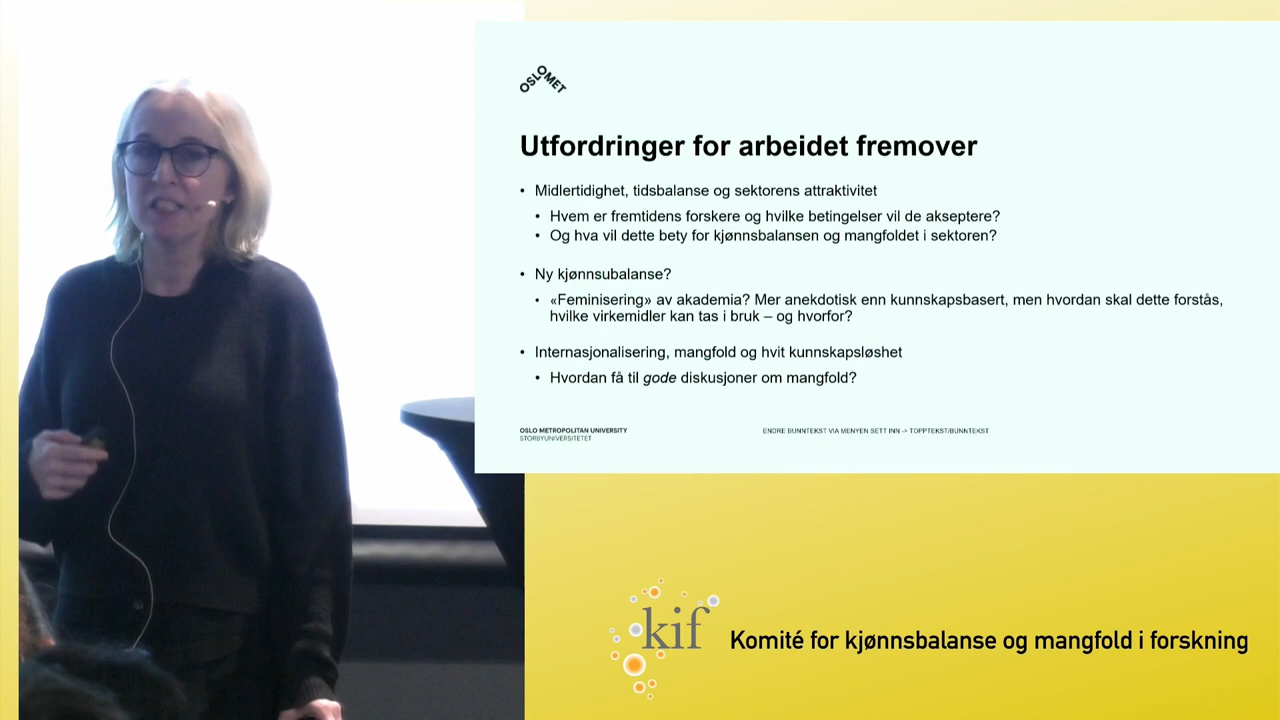 OSLOMET
Utfordringer for arbeidet fremover
• Midlertidighet, tidsbalanse og sektorens attraktivitet
• Hvem er fremtidens forskere og hvilke betingelser vil de akseptere?
• Og hva vil dette bety for kjønnsbalansen og mangfoldet i sektoren?
• Ny kjønnsubalanse?
• «Feminisering» av akademia? Mer anekdotisk enn kunnskapsbasert, men hvordan skal dette forstås,
hvilke virkemidler kan tas i bruk – og hvorfor?
• Internasjonalisering, mangfold og hvit kunnskapsløshet
• Hvordan få til gode diskusjoner om mangfold?
OSLO METROPOLITAN UNIVERSITY
STORBYUNIVERSITETET
ENDRE BUNNTEKST VIA MENYEN SETT INN -> TOPPTEKST/BUNNTEKST
kif
Komité for kjønnsbalanse og mangfold i forskning